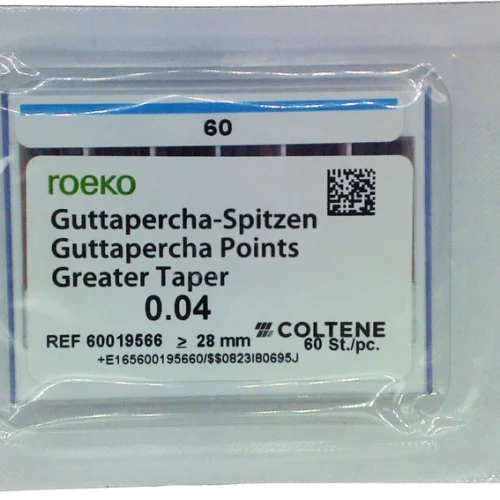 60
roeko
Guttapercha-Spitzen
Guttapercha Points
Greater Taper
0.04
COLTENE
REF 60019566 ≥ 28 mm 60 St./pc.
+E165600195660/$$0823I80695J